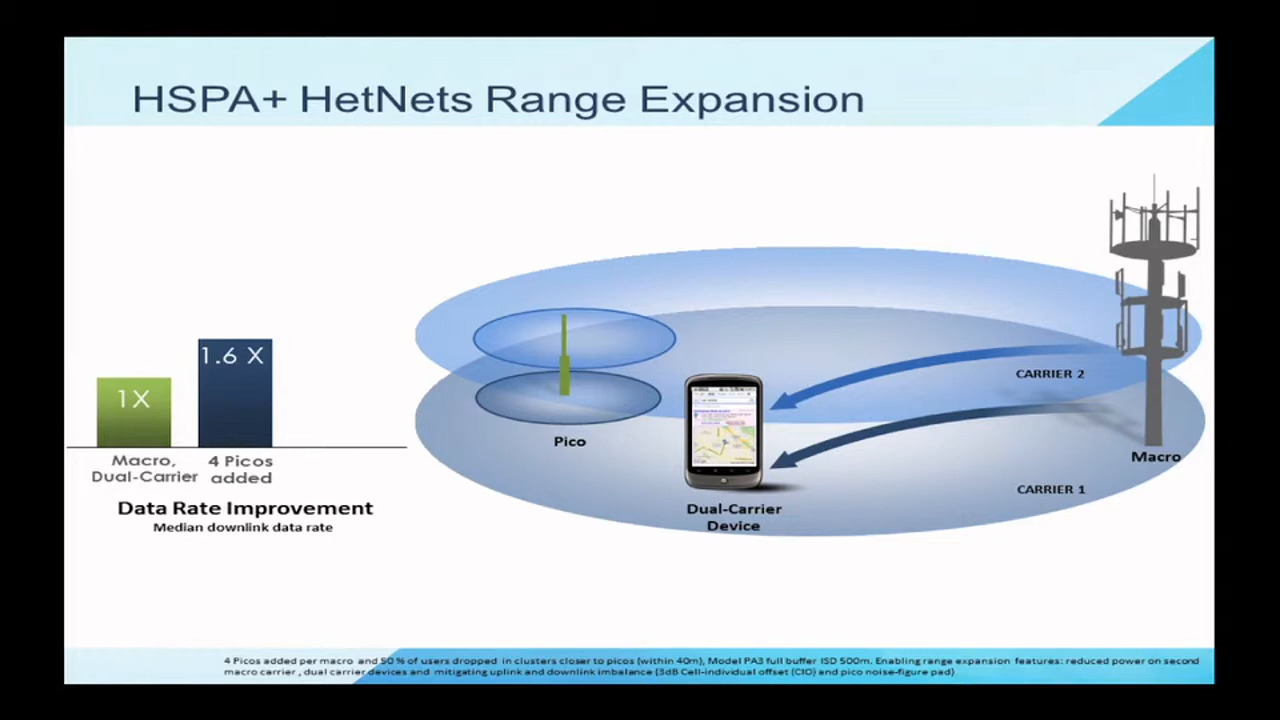 HSPA+ HetNets Range Expansion
1X
1.6 X
Macro,
Dual-Carrier
4 Picos
added
Data Rate Improvement
Median downlink data rate
Pico
Dual-Carrier
Device
CARRIER 2
CARRIER 1
Macro
4 Picos added per macro and 50 % of users dropped in clusters closer to picos (within 40m), Model PA3 full buffer ISD 500m. Enabling range expansion features: reduced power on second
macro carrier , dual carrier devices and mitigating uplink and downlink imbalance (3dB Cell-individual offset (CIO) and pico noise-figure pad)